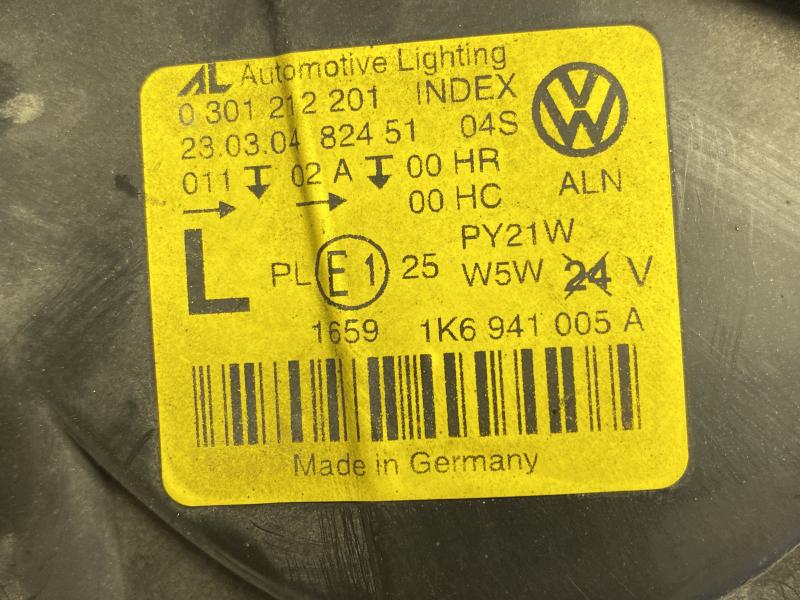 AL Automotive Lighting
0 301 212 201 INDEX
23.03.04 824 51 04S
011 02 A 00 HR
00 HC
ALN
L PL E1 25 PY21W
W5W 24 V
1659 1K6 941 005 A
Made in Germany